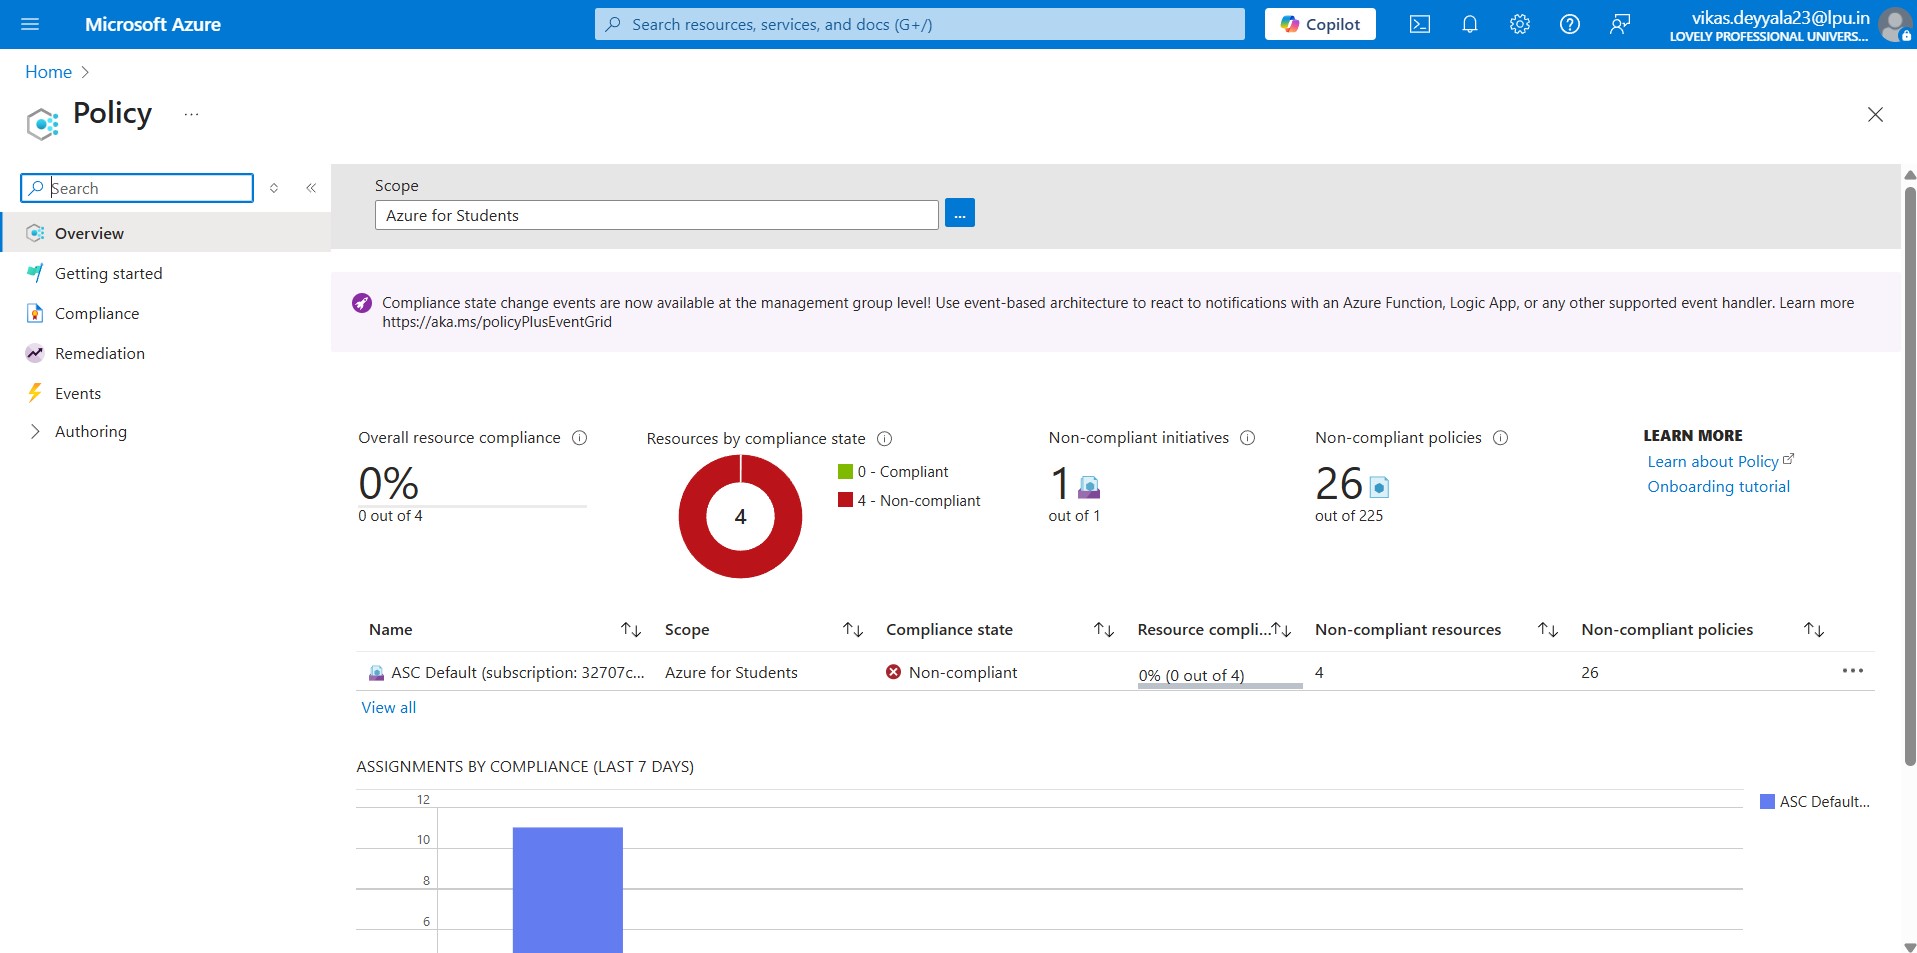 Microsoft Azure
Search resources, services, and docs (G+/)
Copilot
vikas.deyyala23@lpu.in
LOVELY PROFESSIONAL UNIVERS...
Home
Policy
...
Search
Overview
Getting started
Compliance
Remediation
Events
Authoring
Scope
Azure for Students
...
Compliance state change events are now available at the management group level! Use event-based architecture to react to notifications with an Azure Function, Logic App, or any other supported event handler. Learn more
https://aka.ms/policyPlusEventGrid
Overall resource compliance
0%
0 out of 4
Resources by compliance state
4
0 - Compliant
4 - Non-compliant
Non-compliant initiatives
1
out of 1
Non-compliant policies
26
out of 225
LEARN MORE
Learn about Policy
Onboarding tutorial
Name Scope Compliance state Resource compli... Non-compliant resources Non-compliant policies
ASC Default (subscription: 32707c... Azure for Students Non-compliant 0% (0 out of 4) 4 26
View all
ASSIGNMENTS BY COMPLIANCE (LAST 7 DAYS)
12
10
8
6
ASC Default...